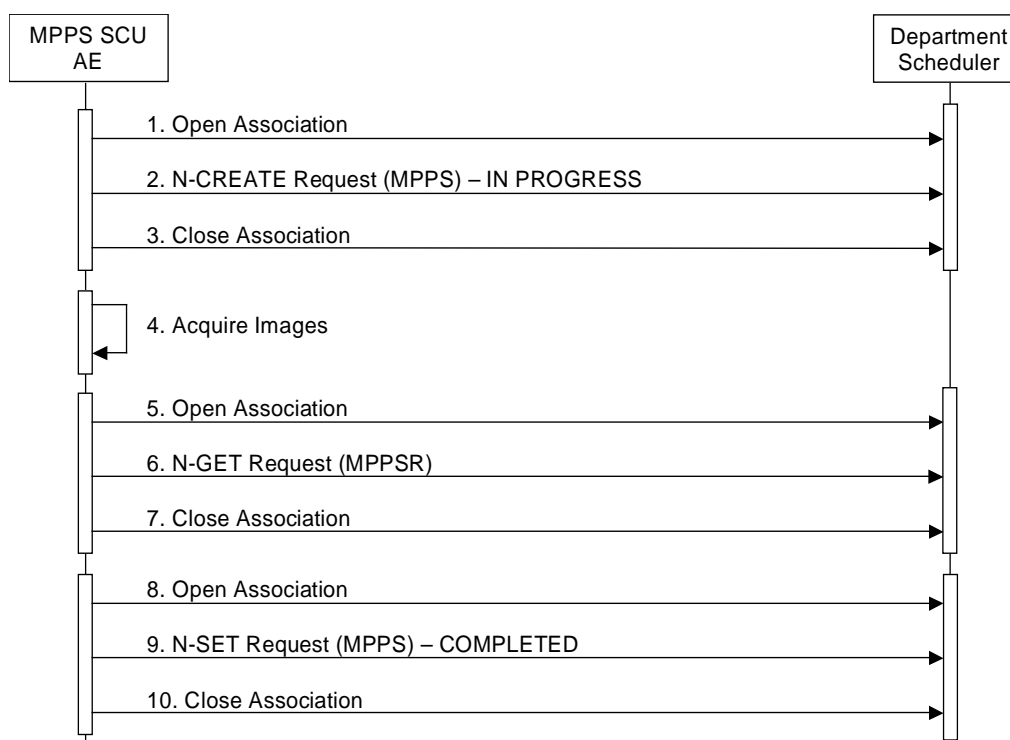 MPPS SCU
AE
Department
Scheduler
1. Open Association
2. N-CREATE Request (MPPS) – IN PROGRESS
3. Close Association
4. Acquire Images
5. Open Association
6. N-GET Request (MPPSR)
7. Close Association
8. Open Association
9. N-SET Request (MPPS) – COMPLETED
10. Close Association